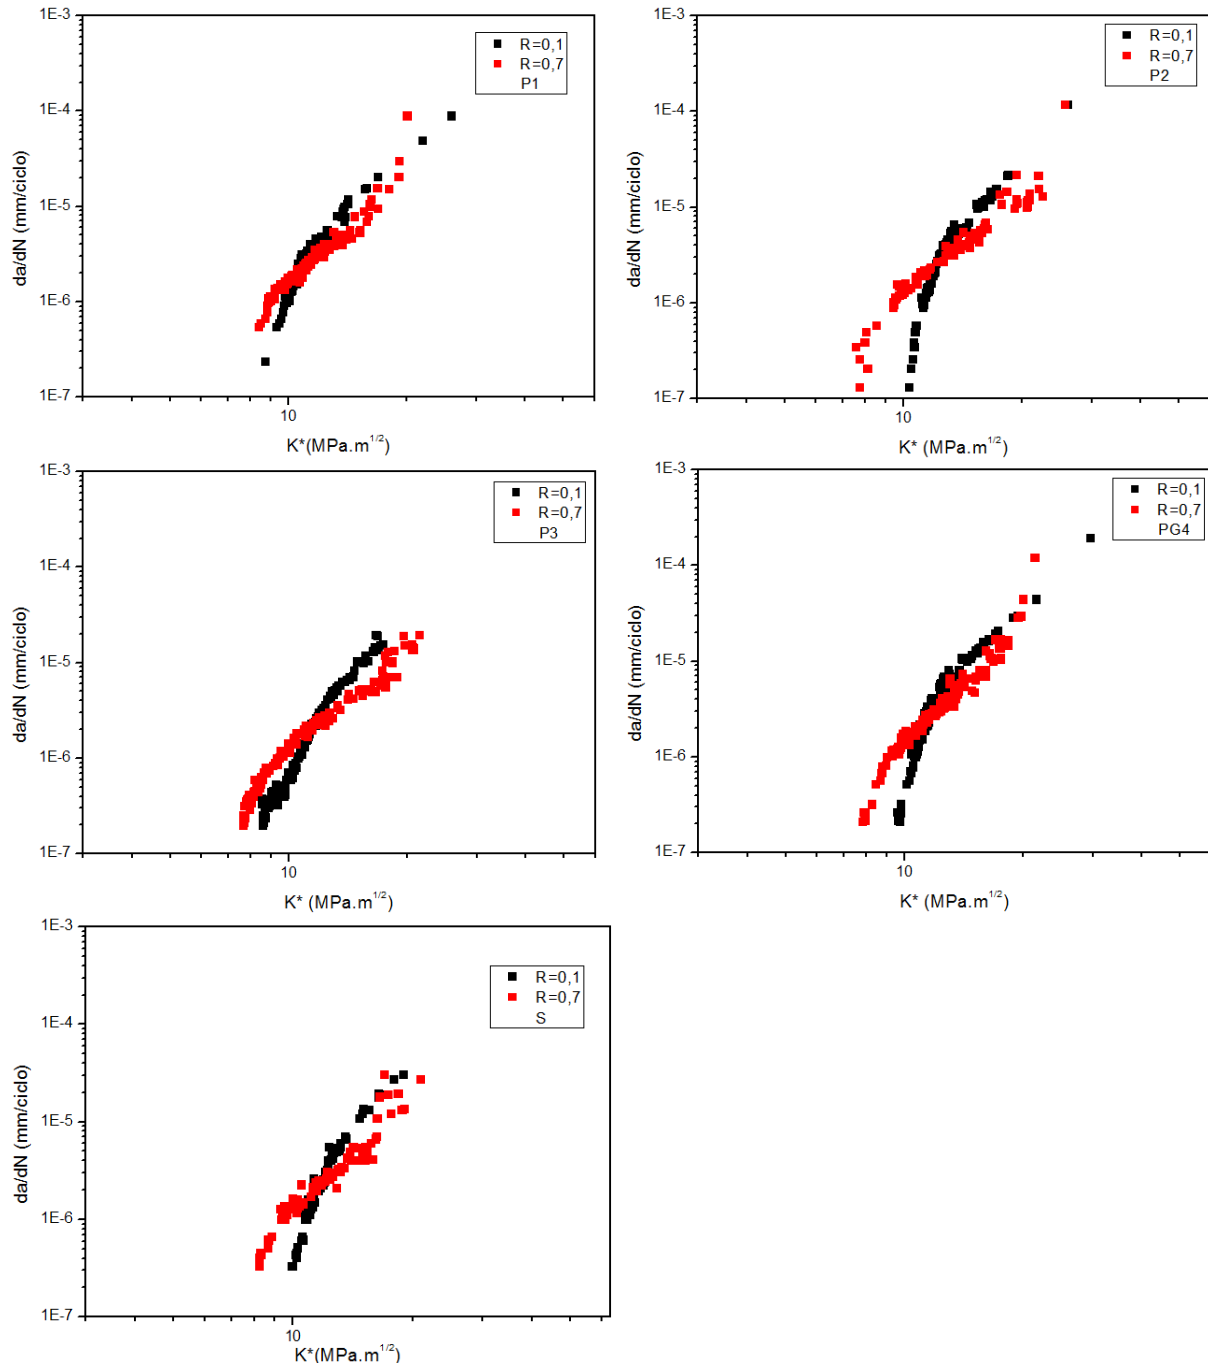 1E-3
R=0,1
R=0,7
P1
1E-4
1E-5
1E-6
1E-7
da/dN (mm/ciclo)
10
K*(MPa.m1/2)
1E-3
R=0,1
R=0,7
P2
1E-4
1E-5
1E-6
1E-7
da/dN (mm/ciclo)
10
K* (MPa.m1/2)
1E-3
R=0,1
R=0,7
P3
1E-4
1E-5
1E-6
1E-7
da/dN (mm/ciclo)
10
K* (MPa.m1/2)
1E-3
R=0,1
R=0,7
PG4
1E-4
1E-5
1E-6
1E-7
da/dN (mm/ciclo)
10
K* (MPa.m1/2)
1E-3
R=0,1
R=0,7
S
1E-4
1E-5
1E-6
1E-7
da/dN (mm/ciclo)
10
K*(MPa.m1/2)